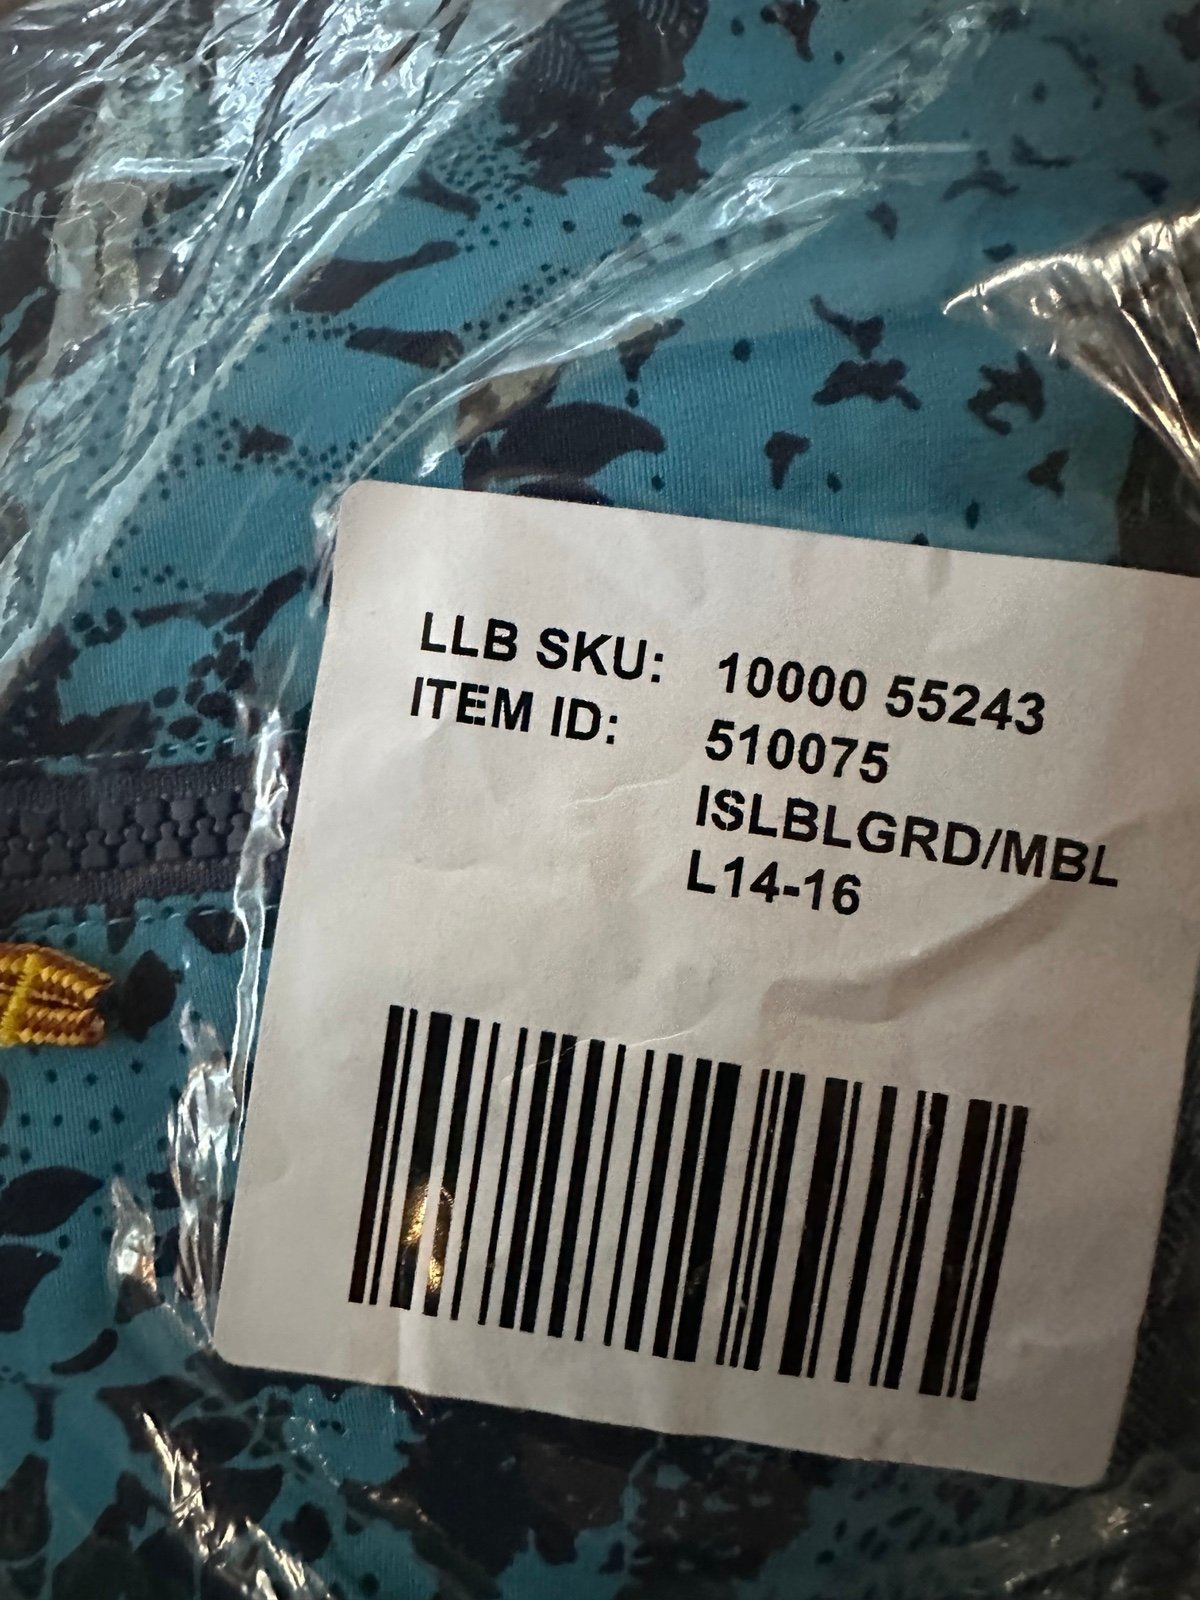 LLB SKU: 10000 55243
ITEM ID: 510075
ISLBLGRD/MBL
L14-16